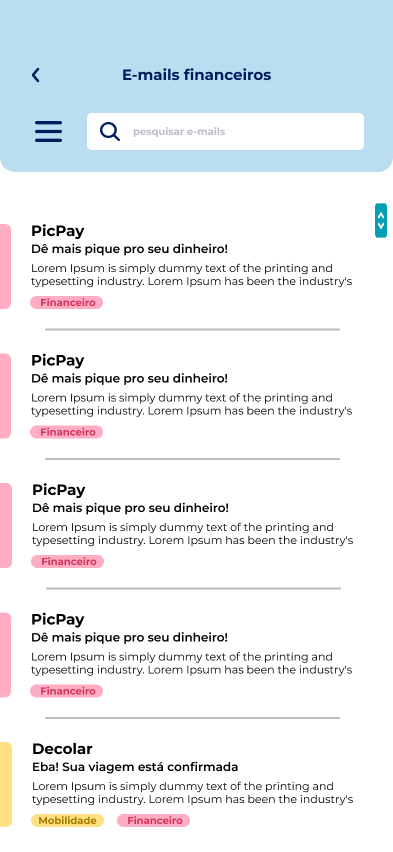 E-mails financeiros
pesquisar e-mails
PicPay
Dê mais pique pro seu dinheiro!
Lorem Ipsum is simply dummy text of the printing and
typesetting industry. Lorem Ipsum has been the industry's
Financeiro
PicPay
Dê mais pique pro seu dinheiro!
Lorem Ipsum is simply dummy text of the printing and
typesetting industry. Lorem Ipsum has been the industry's
Financeiro
PicPay
Dê mais pique pro seu dinheiro!
Lorem Ipsum is simply dummy text of the printing and
typesetting industry. Lorem Ipsum has been the industry's
Financeiro
PicPay
Dê mais pique pro seu dinheiro!
Lorem Ipsum is simply dummy text of the printing and
typesetting industry. Lorem Ipsum has been the industry's
Financeiro
Decolar
Eba! Sua viagem está confirmada
Lorem Ipsum is simply dummy text of the printing and
typesetting industry. Lorem Ipsum has been the industry's
Mobilidade Financeiro